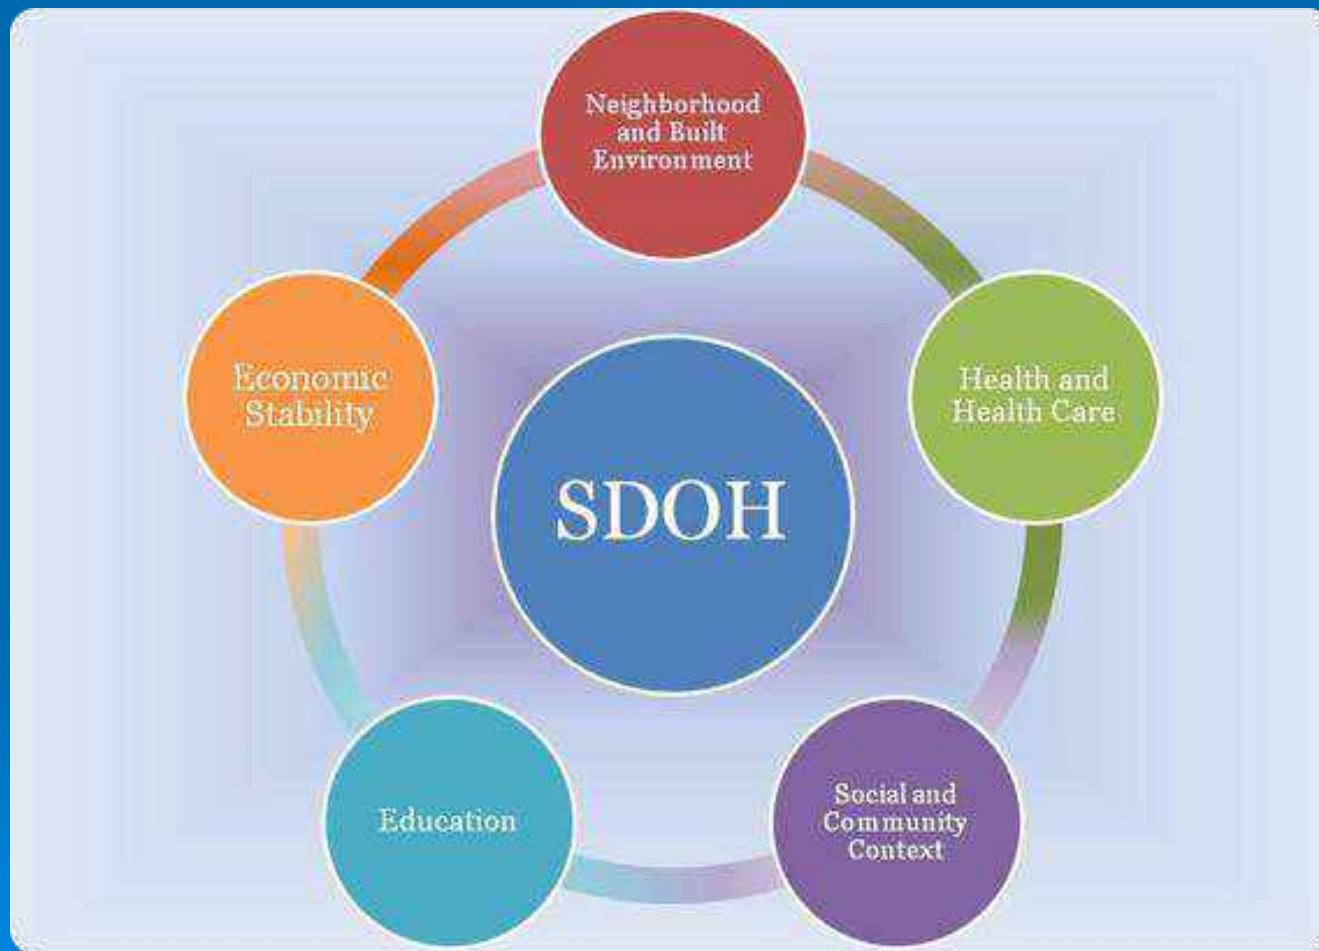 Neighborhood
and Built
Environment
Economic
Stability
Health and
Health Care
SDOH
Education
Social and
Community
Context